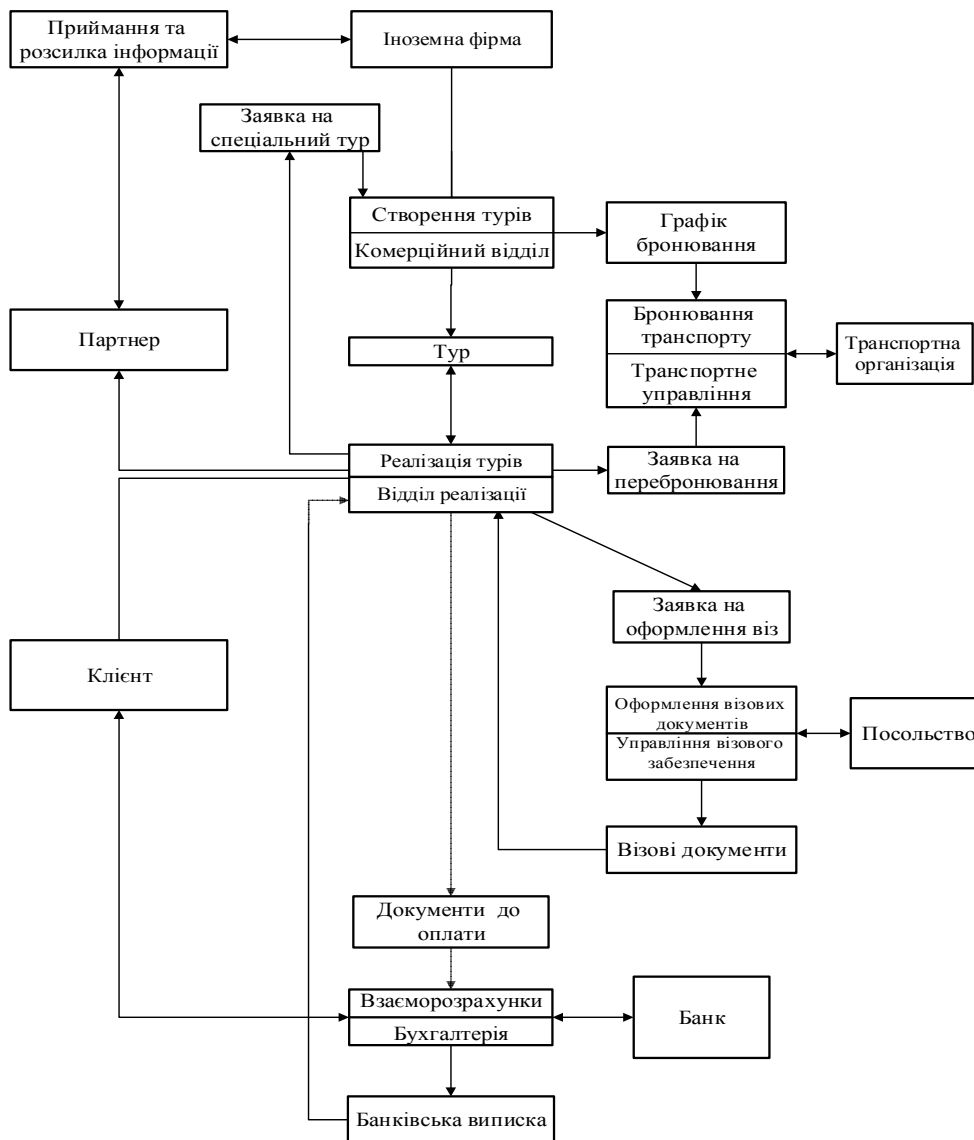 Приймання та
розсилка інформації
Іноземна фірма
Заявка на
спеціальний тур
Створення турів
Комерційний відділ
Графік
бронювання
Бронювання
транспорту
Транспортне
управління
Транспортна
організація
Партнер
Тур
Реалізація турів
Відділ реалізації
Заявка на
перебронювання
Заявка на
оформлення віз
Клієнт
Оформлення візових
документів
Управління візового
забезпечення
Посольство
Візові документи
Документи до
оплати
Взаєморозрахунки
Бухгалтерія
Банк
Банківська виписка